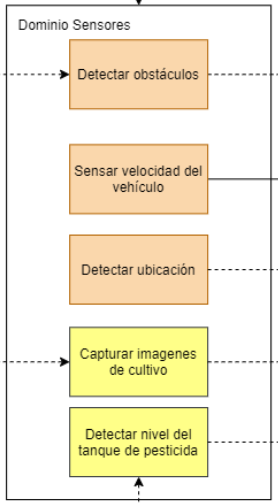 Dominio Sensores
Detectar obstáculos
Sensar velocidad del
vehículo
Detectar ubicación
Capturar imagenes
de cultivo
Detectar nivel del
tanque de pesticida